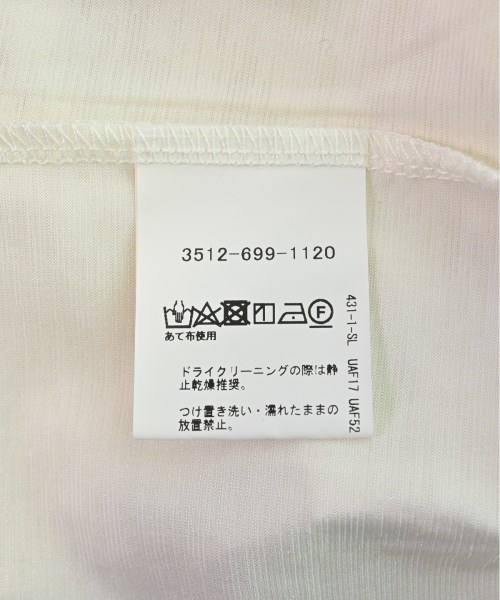 3512-699-1120
F
あて布使用
ドライクリーニングの際は静
止乾燥推奨。
つけ置き洗い・濡れたままの
放置禁止。
431-1-SL UAF17 UAF52